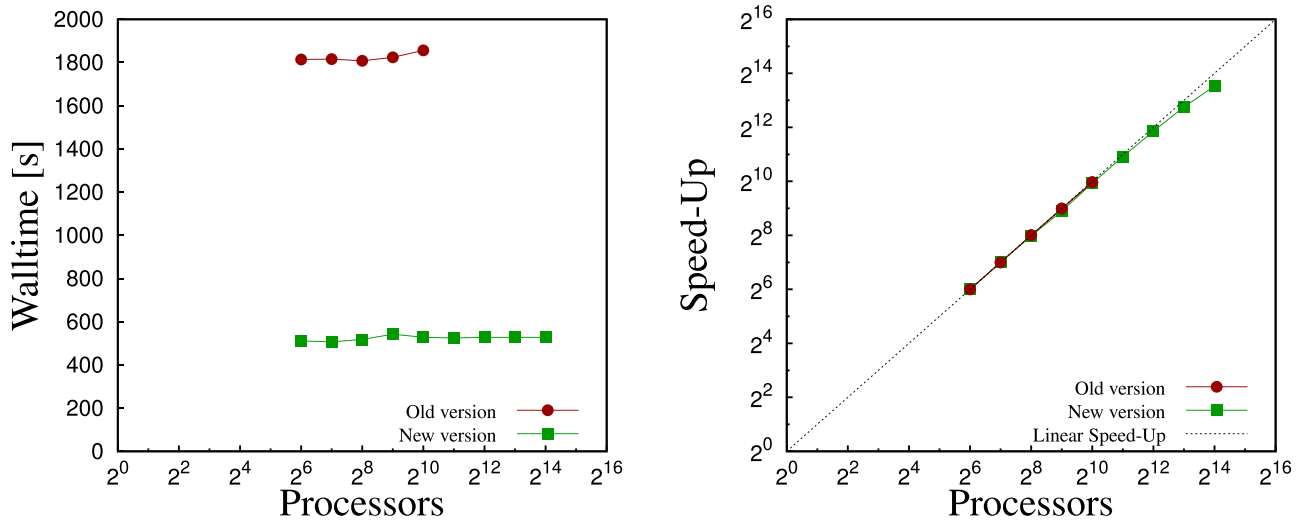 2000
1800
1600
1400
1200
1000
800
600
400
200
0
Walltime [s]
Old version
New version
2^0 2^2 2^4 2^6 2^8 2^10 2^12 2^14 2^16
Processors
2^16
2^14
2^12
2^10
2^8
2^6
2^4
2^2
2^0
Speed-Up
Old version
New version
Linear Speed-Up
2^0 2^2 2^4 2^6 2^8 2^10 2^12 2^14 2^16
Processors